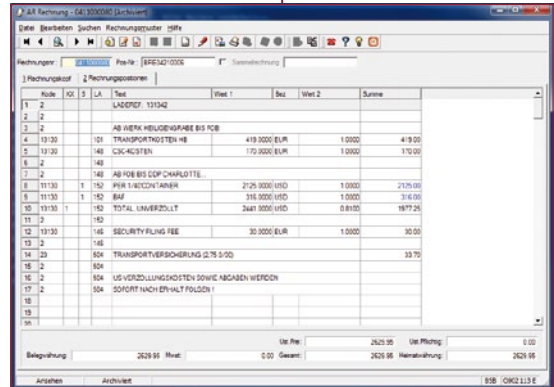 AR Rechnung - 0411000080 [Archiviert]
Datei Bearbeiten Suchen Rechnungsmuster Hilfe
Rechnungsnr: Pos-Nr.: Sammelrechnung
1 Rechnungskopf 2 Rechnungspositionen
Kode KX S LA Text Wert 1 Bez Wert 2 Summe
1 2 LADEREF.: 131342
2 2
3 2 AB WERK HEILIGENGRABE BIS FOB
4 13130 101 TRANSPORTKOSTEN HB 419.0000 EUR 1.0000 419.00
5 13130 148 CSC-KOSTEN 170.0000 EUR 1.0000 170.00
6 2 148
7 2 148 AB FOB BIS CDP CHARLOTTE...
8 11130 1 152 PER 1/40'CONTAINER 2125.0000 USD 1.0000 2125.00
9 11130 1 152 BAF 316.0000 USD 1.0000 316.00
10 13130 1 152 TOTAL -UNVERZOLLT 2441.0000 USD 0.8100 1977.25
11 2 152
12 13130 146 SECURITY FILING FEE 30.0000 EUR 1.0000 30.00
13 2 146
14 23 504 TRANSPORTVERSICHERUNG 33.70
15 2 504
16 2 504 US-VERZOLLUNGSKOSTEN SOWIE ABGABEN WERDEN
17 2 504 SOFORT NACH ERHALT FOLGEN !
18
19
20
Ust.Frei: 2629.95 Ust.Pflichtig: 0.00
Belegwährung: 2629.95 Mwst: 0.00 Gesamt: 2629.95 Heimatwährung: 2629.95
Ansehen Archiviert BSB